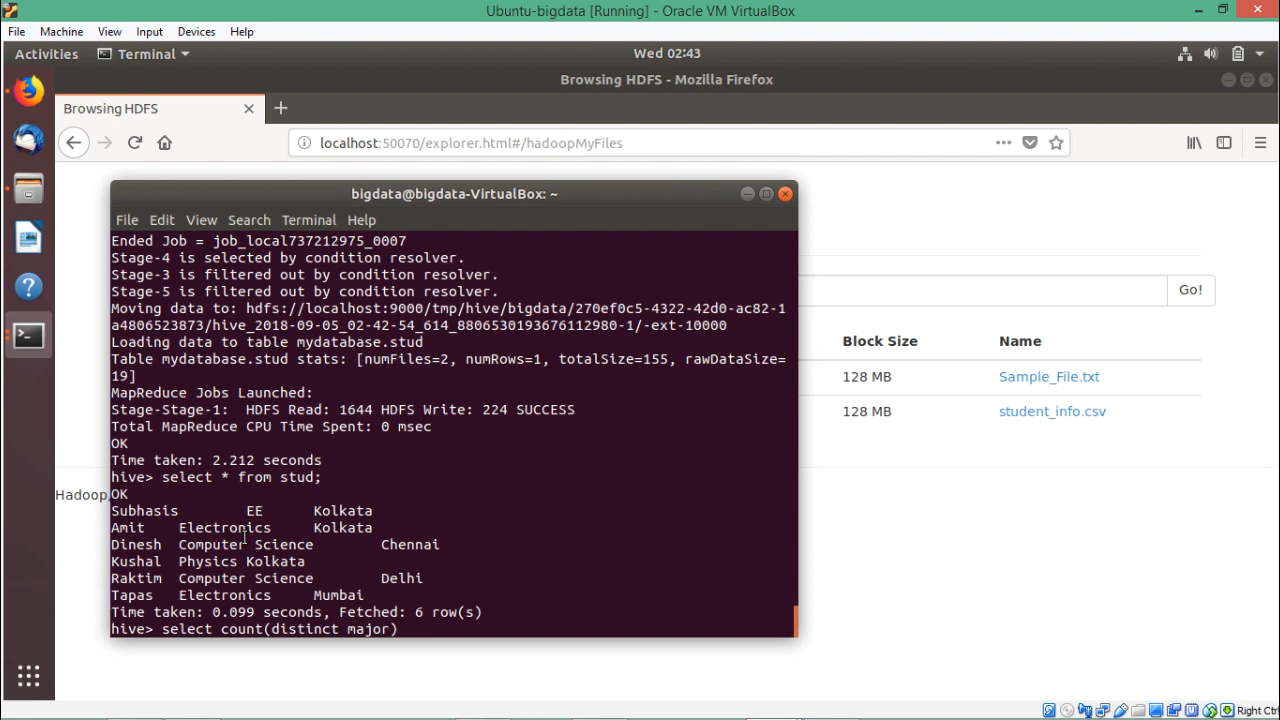 Ubuntu-bigdata [Running] - Oracle VM VirtualBox
File Machine View Input Devices Help
Activities Terminal Wed 02:43
Browsing HDFS - Mozilla Firefox
Browsing HDFS
localhost:50070/explorer.html#/hadoopMyFiles
bigdata@bigdata-VirtualBox: ~
File Edit View Search Terminal Help
Ended Job = job_local737212975_0007
Stage-4 is selected by condition resolver.
Stage-3 is filtered out by condition resolver.
Stage-5 is filtered out by condition resolver.
Moving data to: hdfs://localhost:9000/tmp/hive/bigdata/270ef0c5-4322-42d0-ac82-1
a4806523873/hive_2018-09-05_02-42-54_614_8806530193676112980-1/-ext-10000
Loading data to table mydatabase.stud
Table mydatabase.stud stats: [numFiles=2, numRows=1, totalSize=155, rawDataSize=
19]
MapReduce Jobs Launched:
Stage-Stage-1: HDFS Read: 1644 HDFS Write: 224 SUCCESS
Total MapReduce CPU Time Spent: 0 msec
OK
Time taken: 2.212 seconds
hive> select * from stud;
OK
Subhasis EE Kolkata
Amit Electronics Kolkata
Dinesh Computer Science Chennai
Kushal Physics Kolkata
Raktim Computer Science Delhi
Tapas Electronics Mumbai
Time taken: 0.099 seconds, Fetched: 6 row(s)
hive> select count(distinct major)
Go!
Block Size Name
128 MB Sample_File.txt
128 MB student_info.csv
Hadoop,
Right Ctrl